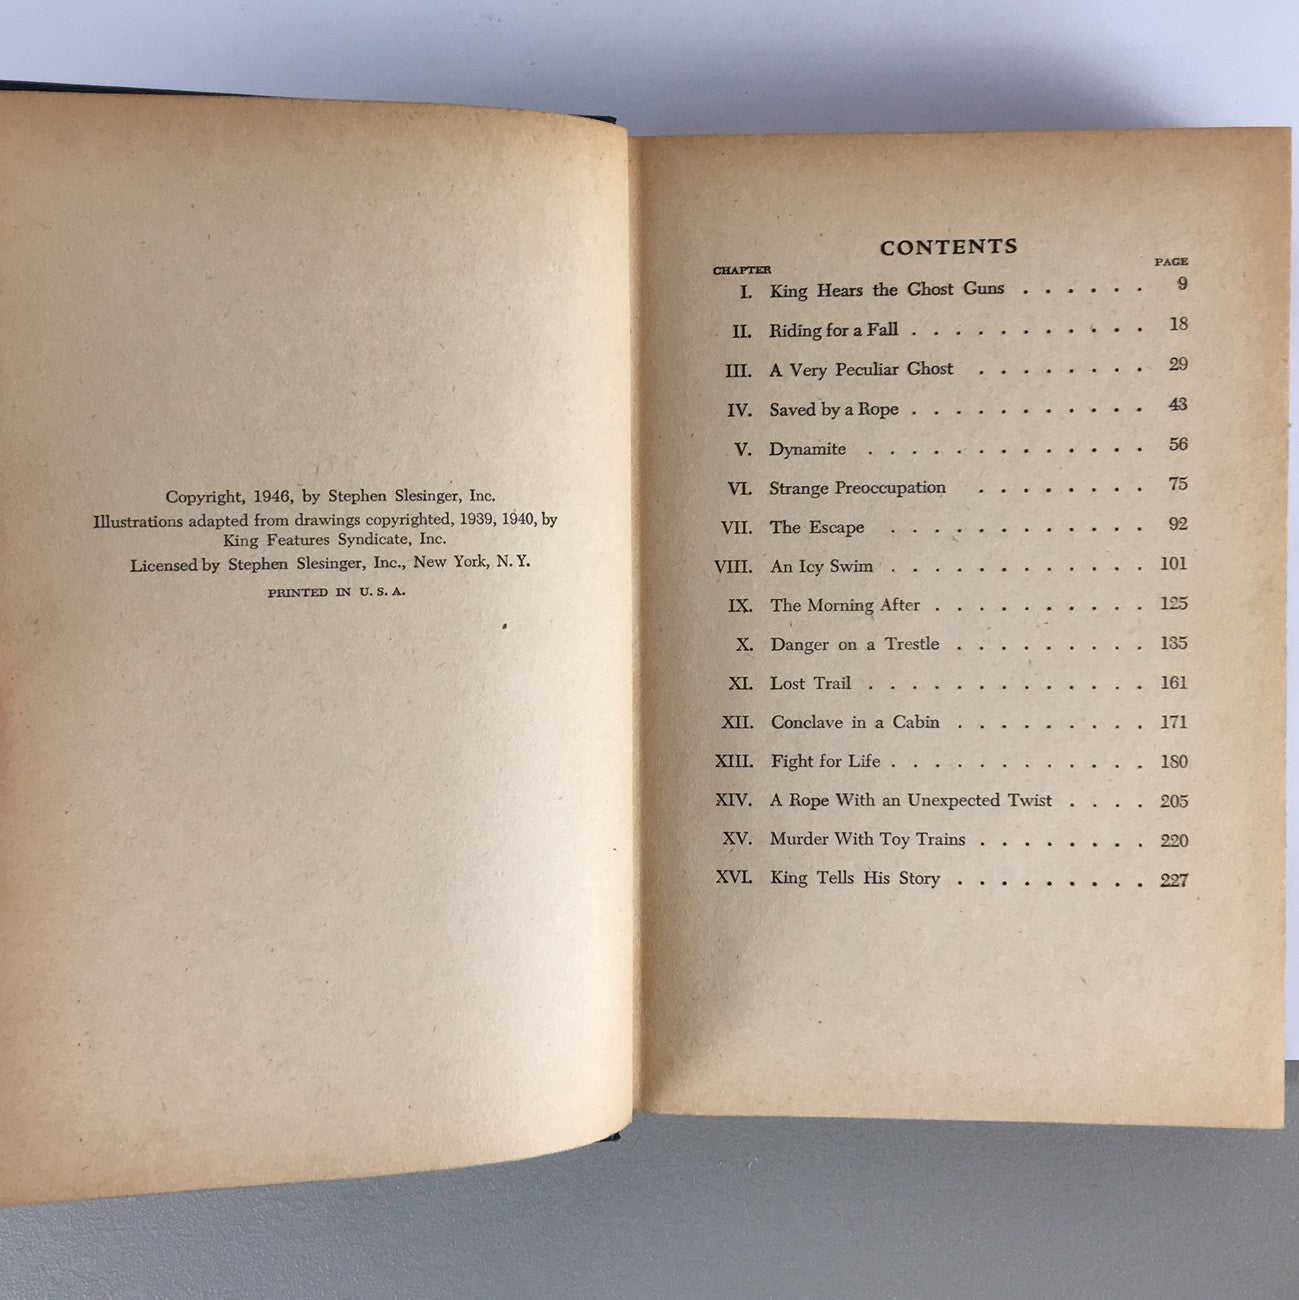 Copyright, 1946, by Stephen Slesinger, Inc.
Illustrations adapted from drawings copyrighted, 1939, 1940, by
King Features Syndicate, Inc.
Licensed by Stephen Slesinger, Inc., New York, N. Y.
PRINTED IN U. S. A.
CONTENTS
CHAPTER PAGE
I. King Hears the Ghost Guns . . . . . . 9
II. Riding for a Fall . . . . . . . . . . . 18
III. A Very Peculiar Ghost . . . . . . . . 29
IV. Saved by a Rope . . . . . . . . . . . 43
V. Dynamite . . . . . . . . . . . . . 56
VI. Strange Preoccupation . . . . . . . . 75
VII. The Escape . . . . . . . . . . . . 92
VIII. An Icy Swim . . . . . . . . . . . . 101
IX. The Morning After . . . . . . . . . . 125
X. Danger on a Trestle . . . . . . . . . 135
XI. Lost Trail . . . . . . . . . . . . . 161
XII. Conclave in a Cabin . . . . . . . . . 171
XIII. Fight for Life . . . . . . . . . . . . 180
XIV. A Rope With an Unexpected Twist . . . . 205
XV. Murder With Toy Trains . . . . . . . . 220
XVI. King Tells His Story . . . . . . . . . 227